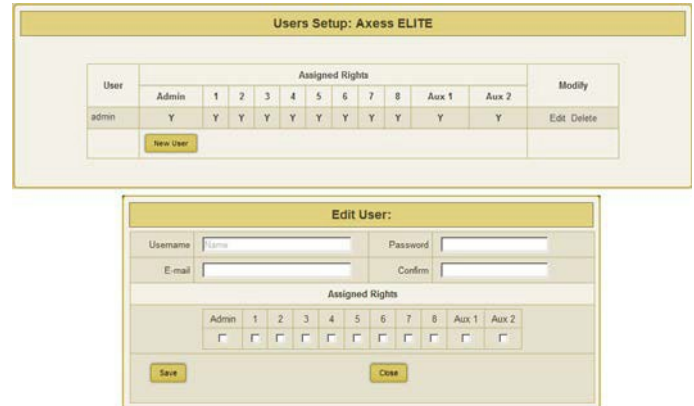 Users Setup: Axess ELITE
User Assigned Rights Modify
Admin 1 2 3 4 5 6 7 8 Aux 1 Aux 2
admin Y Y Y Y Y Y Y Y Y Y Y Edit Delete
New User
Edit User:
Username Name Password
E-mail Confirm
Assigned Rights
Admin 1 2 3 4 5 6 7 8 Aux 1 Aux 2
Save Close